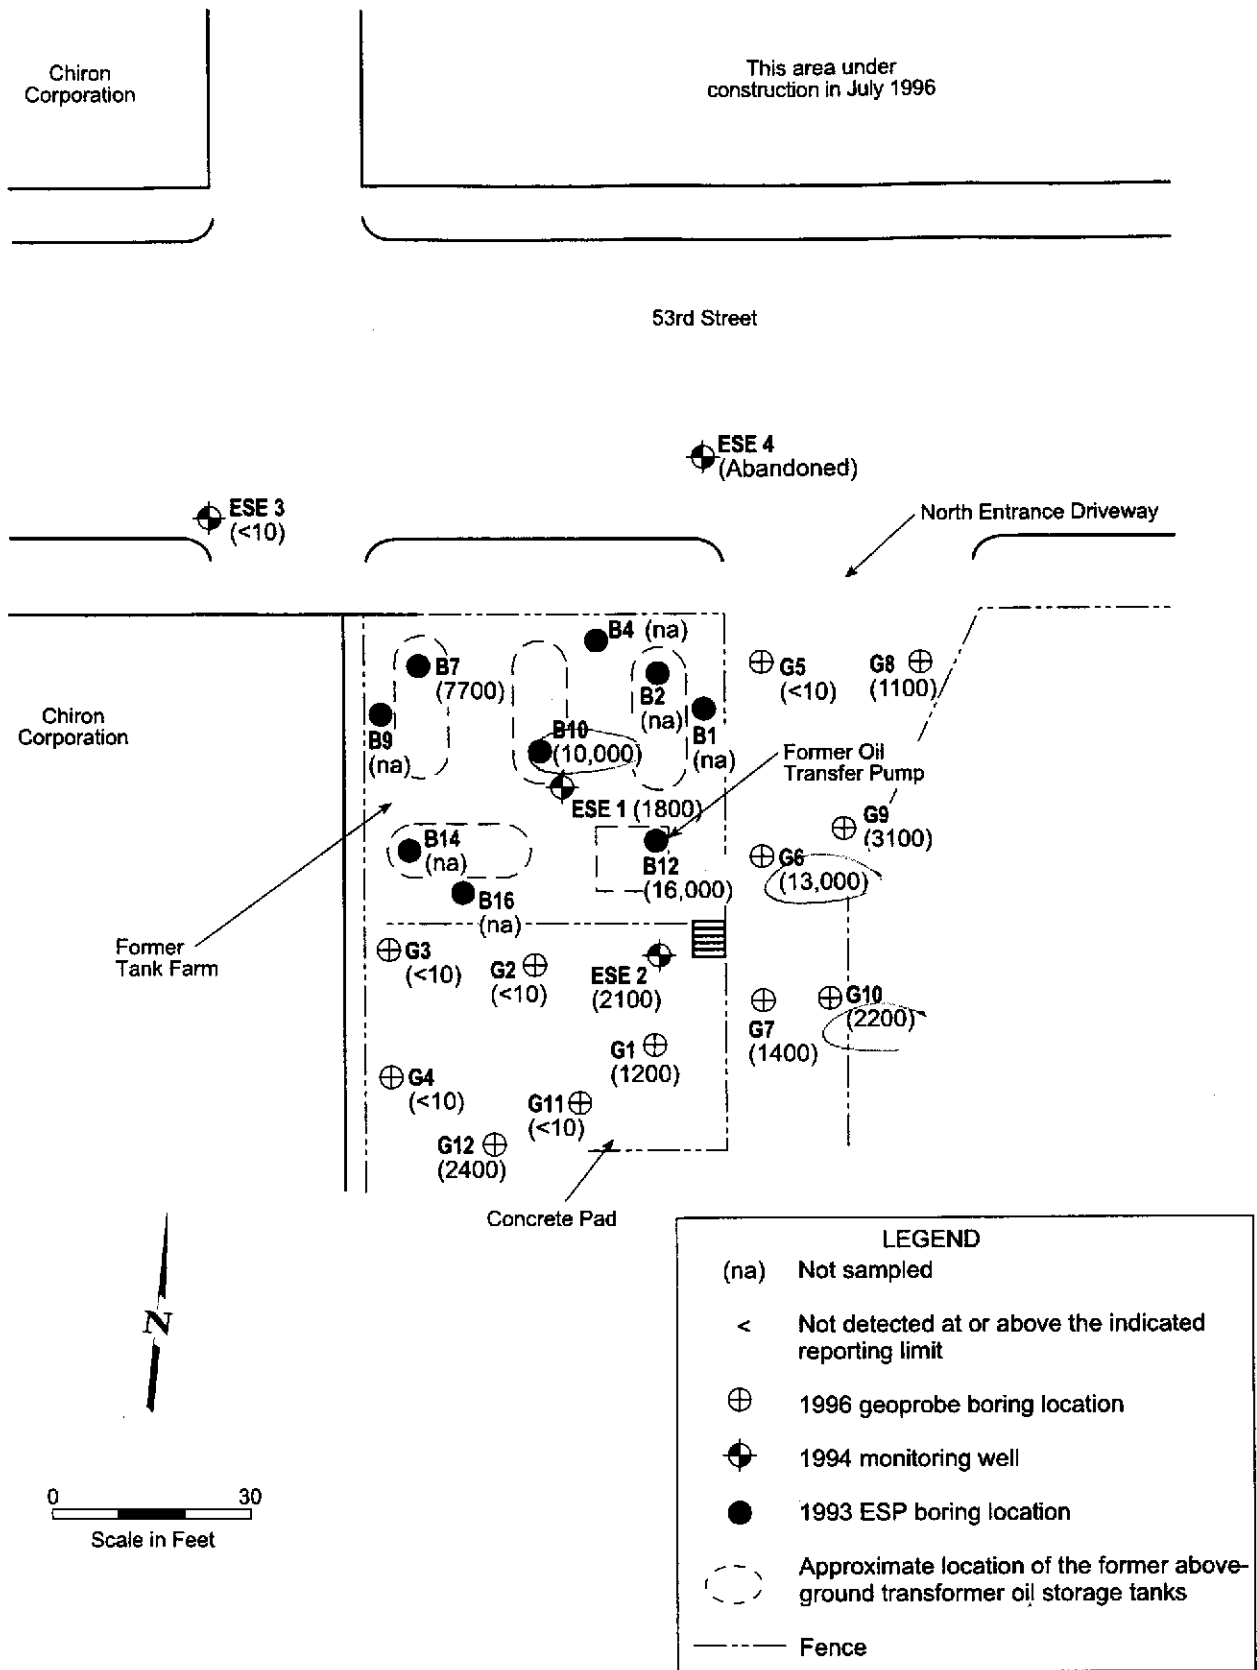 Chiron
Corporation
This area under
construction in July 1996
53rd Street
ESE 4
(Abandoned)
ESE 3
(<10)
North Entrance Driveway
B4 (na)
B7
(7700)
B2
(na)
G5
(<10)
G8
(1100)
Chiron
Corporation
B9
(na)
B10
(10,000)
B1
(na)
Former Oil
Transfer Pump
ESE 1 (1800)
G9
(3100)
B14
(na)
B12
(16,000)
G6
(13,000)
B16
(na)
Former
Tank Farm
G3
(<10)
G2
(<10)
ESE 2
(2100)
G7
(1400)
G10
(2200)
G1
(1200)
G4
(<10)
G11
(<10)
G12
(2400)
Concrete Pad
N
0 30
Scale in Feet
LEGEND
(na) Not sampled
< Not detected at or above the indicated
reporting limit
1996 geoprobe boring location
1994 monitoring well
1993 ESP boring location
Approximate location of the former above-
ground transformer oil storage tanks
Fence